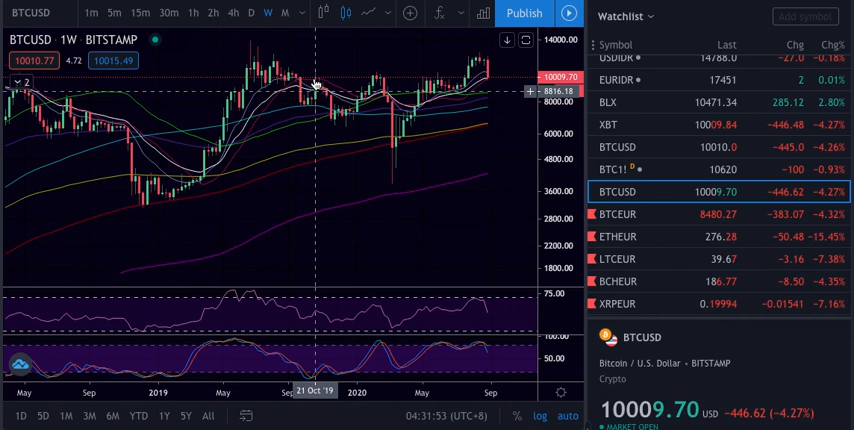 BTCUSD 1m 5m 15m 30m 1h 2h 4h D W M Publish
Watchlist Add symbol
BTCUSD · 1W · BITSTAMP
10010.77 4.72 10015.49
2
14000.00
10009.70
8816.18
8000.00
6000.00
4800.00
3600.00
2800.00
2200.00
1800.00
75.00
100.00
50.00
May Sep 2019 May Sep 21 Oct '19 2020 May Sep
1D 5D 1M 3M 6M YTD 1Y 5Y All
04:31:53 (UTC+8) % log auto
Symbol Last Chg Chg%
USDIDR 14788.0 −27.0 −0.18%
EURIDR 17451 2 0.01%
BLX 10471.34 285.12 2.80%
XBT 10009.84 −446.48 −4.27%
BTCUSD 10010.0 −445.0 −4.26%
BTC1! D 10620 −100 −0.93%
BTCUSD 10009.70 −446.62 −4.27%
BTCEUR 8480.27 −383.07 −4.32%
ETHEUR 276.28 −50.48 −15.45%
LTCEUR 39.67 −3.16 −7.38%
BCHEUR 186.77 −8.50 −4.35%
XRPEUR 0.19994 −0.01541 −7.16%
BTCUSD
Bitcoin / U.S. Dollar · BITSTAMP
Crypto
10009.70 USD −446.62 (−4.27%)
MARKET OPEN